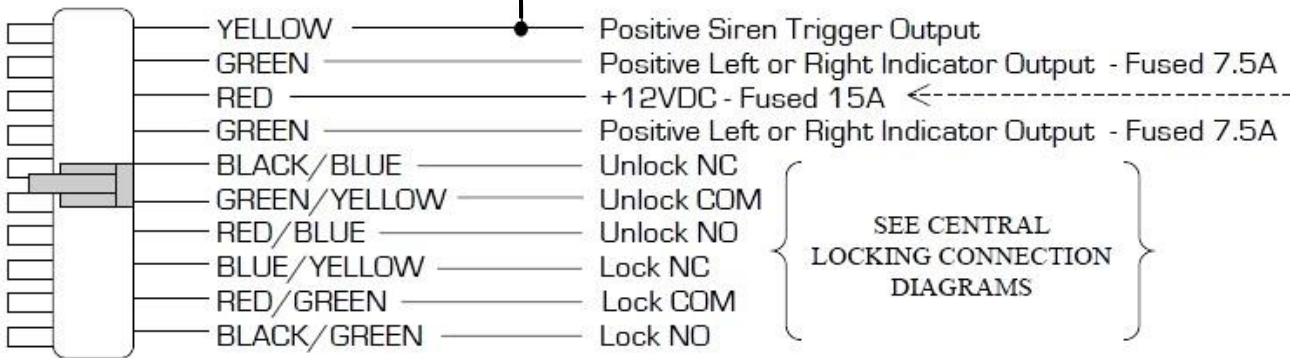 YELLOW Positive Siren Trigger Output
GREEN Positive Left or Right Indicator Output - Fused 7.5A
RED +12VDC - Fused 15A
GREEN Positive Left or Right Indicator Output - Fused 7.5A
BLACK/BLUE Unlock NC
GREEN/YELLOW Unlock COM
RED/BLUE Unlock NO
BLUE/YELLOW Lock NC
RED/GREEN Lock COM
BLACK/GREEN Lock NO
SEE CENTRAL
LOCKING CONNECTION
DIAGRAMS